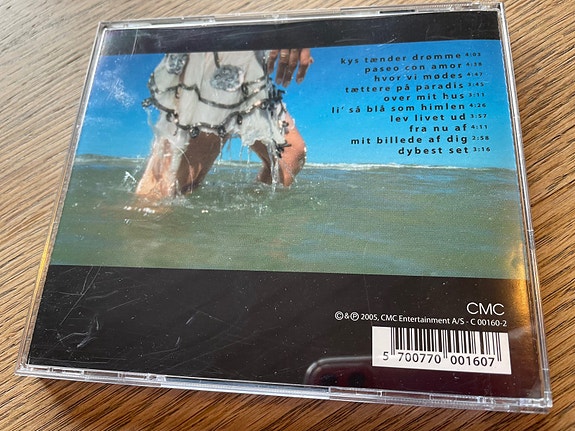 kys tænder drømme 4:03
paseo con amor 4:38
hvor vi mødes 4:47
tættere på paradis 3:45
over mit hus 3:11
li' så blå som himlen 4:26
lev livet ud 3:57
fra nu af 4:11
mit billede af dig 2:58
dybest set 3:16
CMC
©&℗ 2005, CMC Entertainment A/S - C 00160-2
5 700770 001607